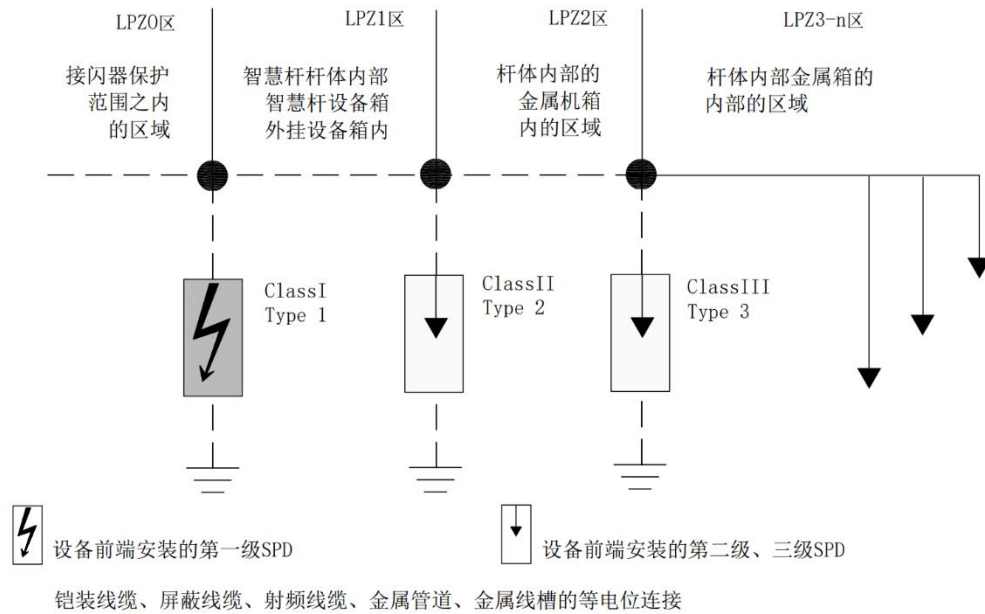 LPZ0区
LPZ1区
LPZ2区
LPZ3-n区
接闪器保护
范围之内
的区域
智慧杆杆体内部
智慧杆设备箱
外挂设备箱内
杆体内部的
金属机箱
内的区域
杆体内部金属箱的
内部的区域
ClassI
Type 1
ClassII
Type 2
ClassIII
Type 3
设备前端安装的第一级SPD
设备前端安装的第二级、三级SPD
铠装线缆、屏蔽线缆、射频线缆、金属管道、金属线槽的等电位连接